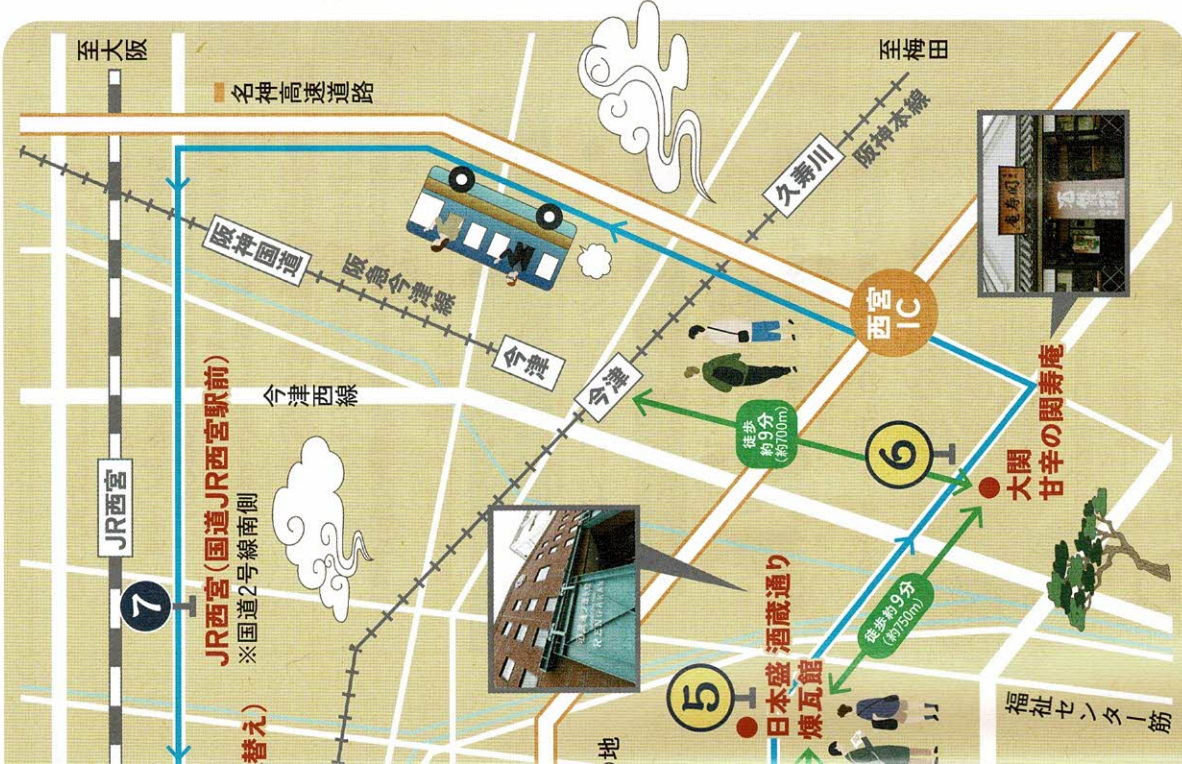 至大阪
名神高速道路
至梅田
阪神本線
久寿川
阪神国道
阪急今津線
今津
今津
西宮
IC
今津西線
JR西宮
7
JR西宮(国道JR西宮駅前)
※国道2号線南側
徒歩
約9分
(約700m)
6
大関
甘辛の関寿庵
徒歩約9分
(約750m)
5
日本盛 酒蔵通り
煉瓦館
福祉センター筋
替え)
の地